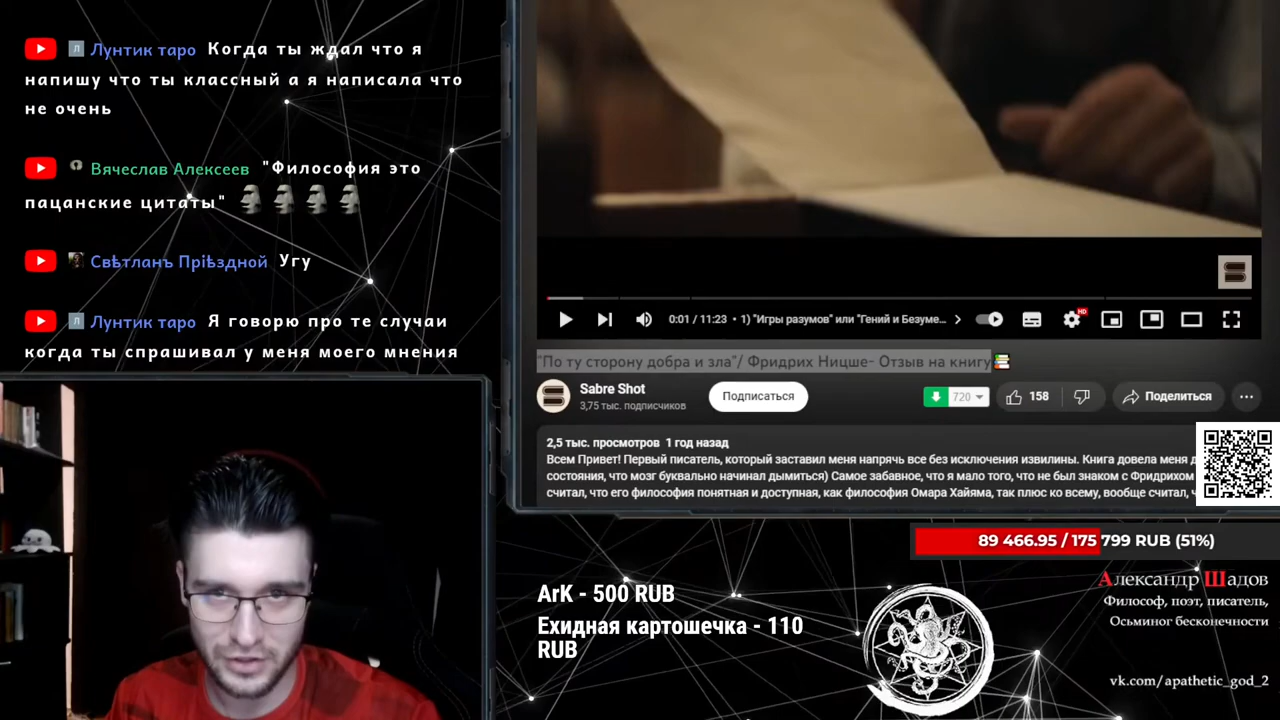 Лунтик таро Когда ты ждал что я
напишу что ты классный а я написала что
не очень
Вячеслав Алексеев "Философия это
пацанские цитаты"
Свѣтланъ Прiѣздной Угу
Лунтик таро Я говорю про те случаи
когда ты спрашивал у меня моего мнения
0:01 / 11:23 • 1) "Игры разумов" или "Гений и Безуме...
HD
"По ту сторону добра и зла"/ Фридрих Ницше- Отзыв на книгу
Sabre Shot
3,75 тыс. подписчиков
Подписаться
720
158
Поделиться
2,5 тыс. просмотров 1 год назад
Всем Привет! Первый писатель, который заставил меня напрячь все без исключения извилины. Книга довела меня д
состояния, что мозг буквально начинал дымиться) Самое забавное, что я мало того, что не был знаком с Фридрихом
считал, что его философия понятная и доступная, как философия Омара Хайяма, так плюс ко всему, вообще считал, ч
89 466.95 / 175 799 RUB (51%)
ArK - 500 RUB
Ехидная картошечка - 110
RUB
Александр Шадов
Философ, поэт, писатель,
Осьминог бесконечности
vk.com/apathetic_god_2